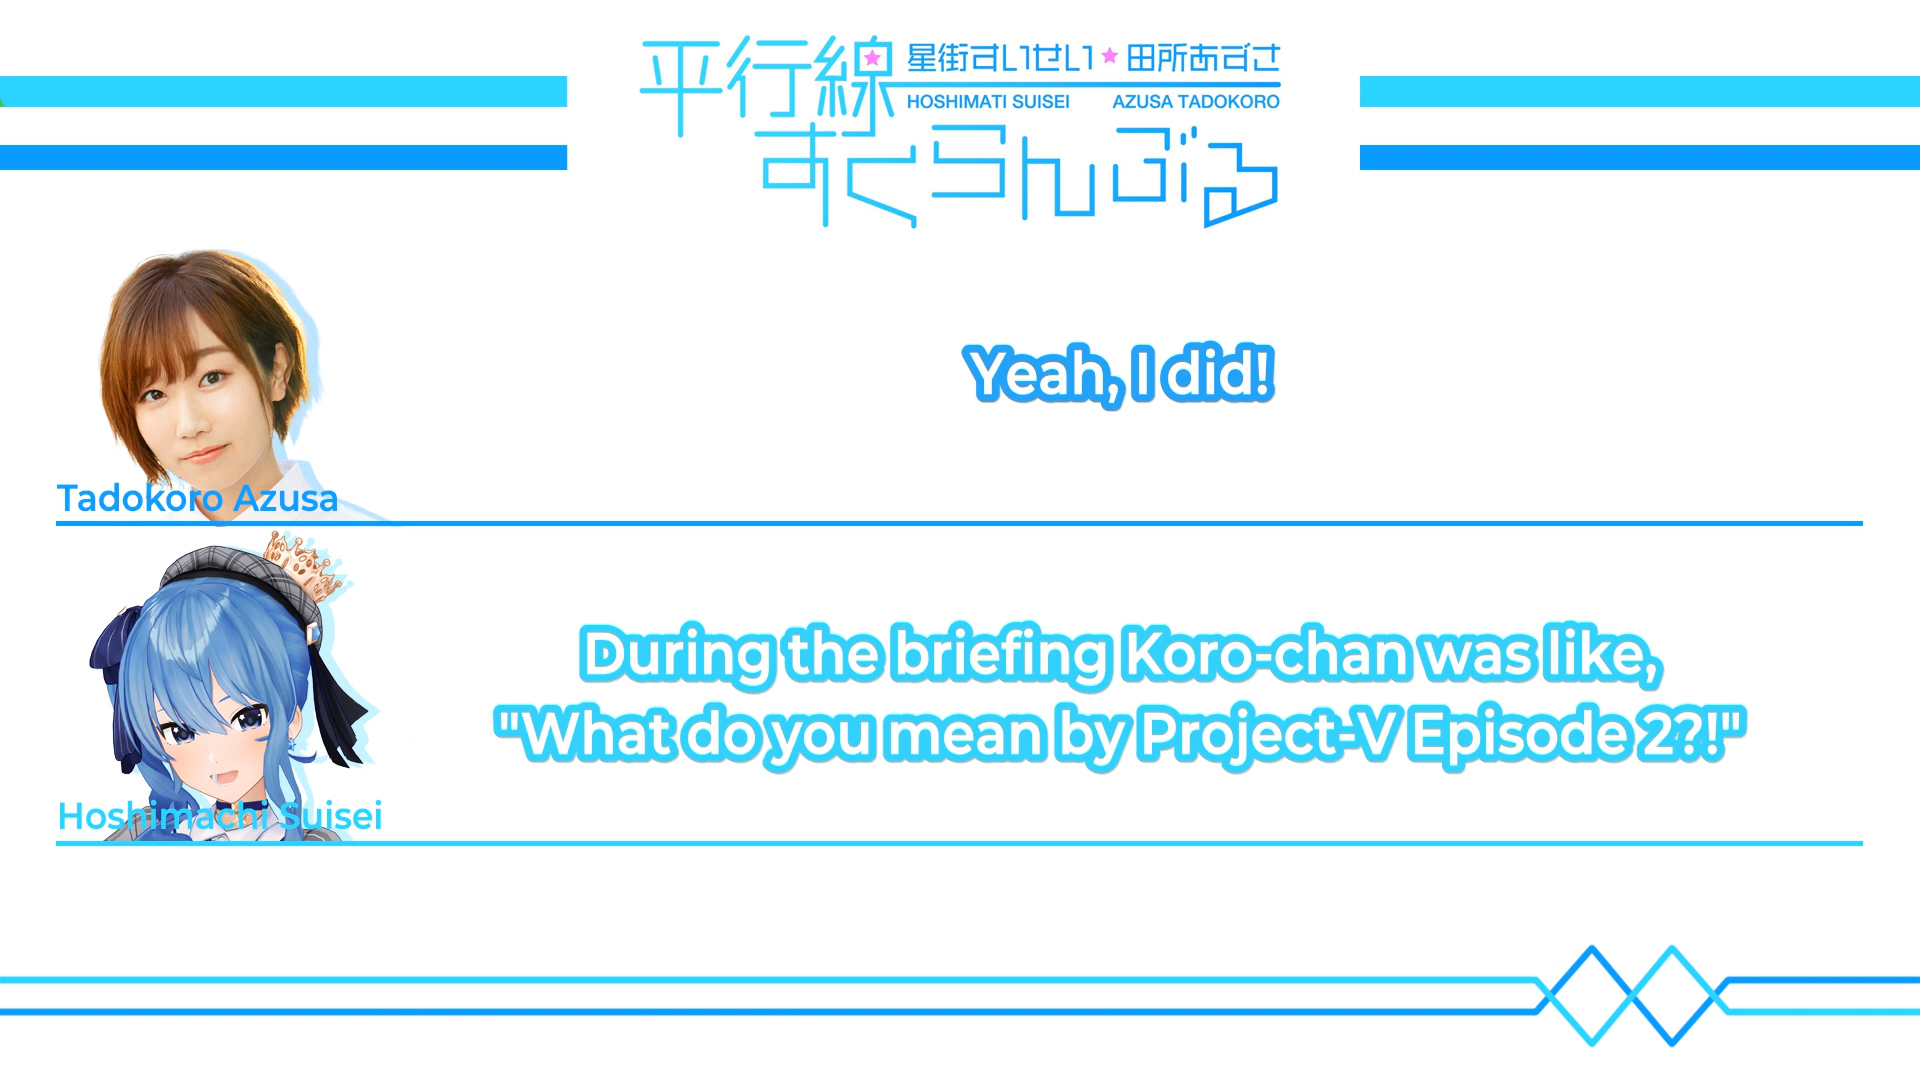 平行線
星街すいせい★田所あずさ
HOSHIMATI SUISEI AZUSA TADOKORO
すくらんぶる
Yeah, I did!
Tadokoro Azusa
During the briefing Koro-chan was like,
"What do you mean by Project-V Episode 2?!"
Hoshimachi Suisei